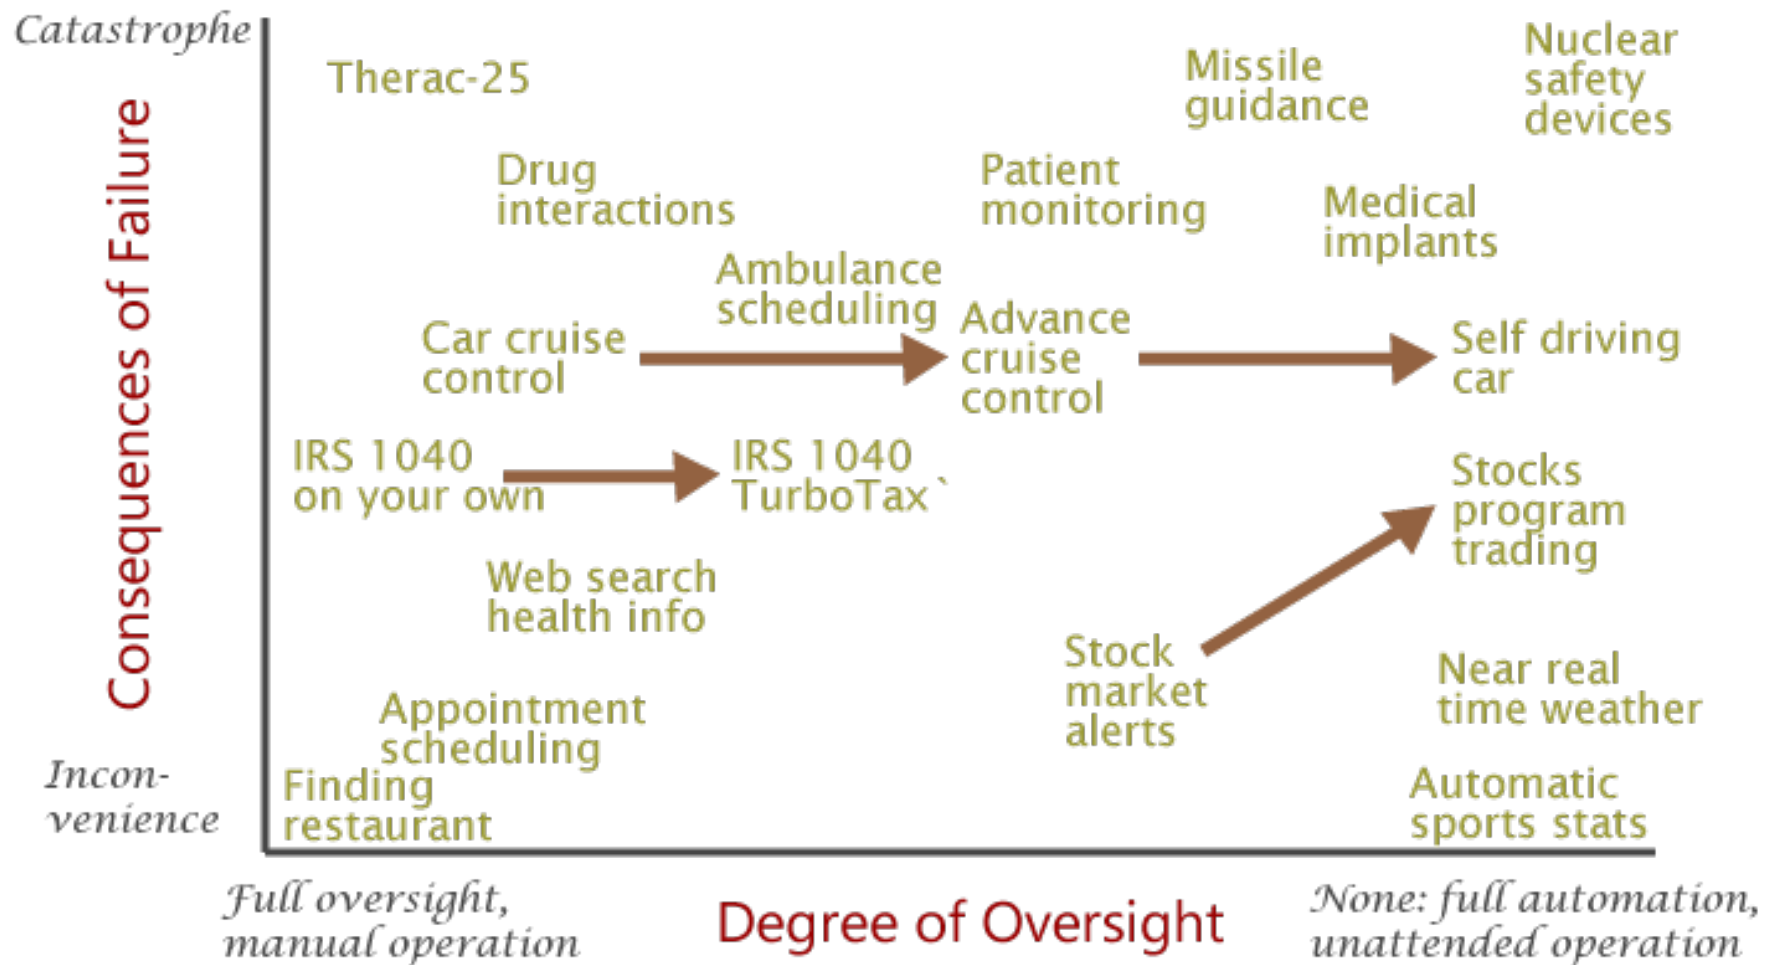 Catastrophe
Consequences of Failure
Incon-
venience
Therac-25
Missile
guidance
Nuclear
safety
devices
Drug
interactions
Patient
monitoring
Medical
implants
Ambulance
scheduling
Car cruise
control
Advance
cruise
control
Self driving
car
IRS 1040
on your own
IRS 1040
TurboTax`
Stocks
program
trading
Web search
health info
Stock
market
alerts
Near real
time weather
Appointment
scheduling
Finding
restaurant
Automatic
sports stats
Full oversight,
manual operation
Degree of Oversight
None: full automation,
unattended operation